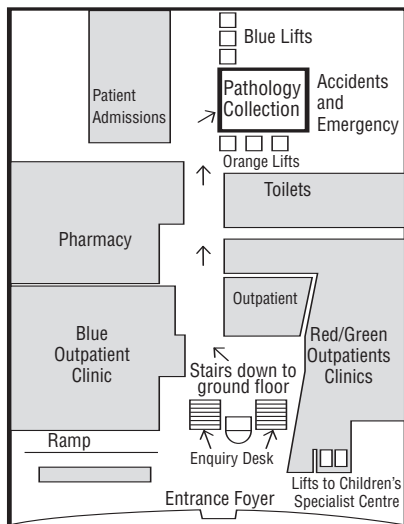 Blue Lifts
Patient
Admissions
Pathology
Collection
Accidents
and
Emergency
Orange Lifts
Toilets
Pharmacy
Outpatient
Blue
Outpatient
Clinic
Red/Green
Outpatients
Clinics
Stairs down to
ground floor
Ramp
Enquiry Desk
Lifts to Children's
Specialist Centre
Entrance Foyer